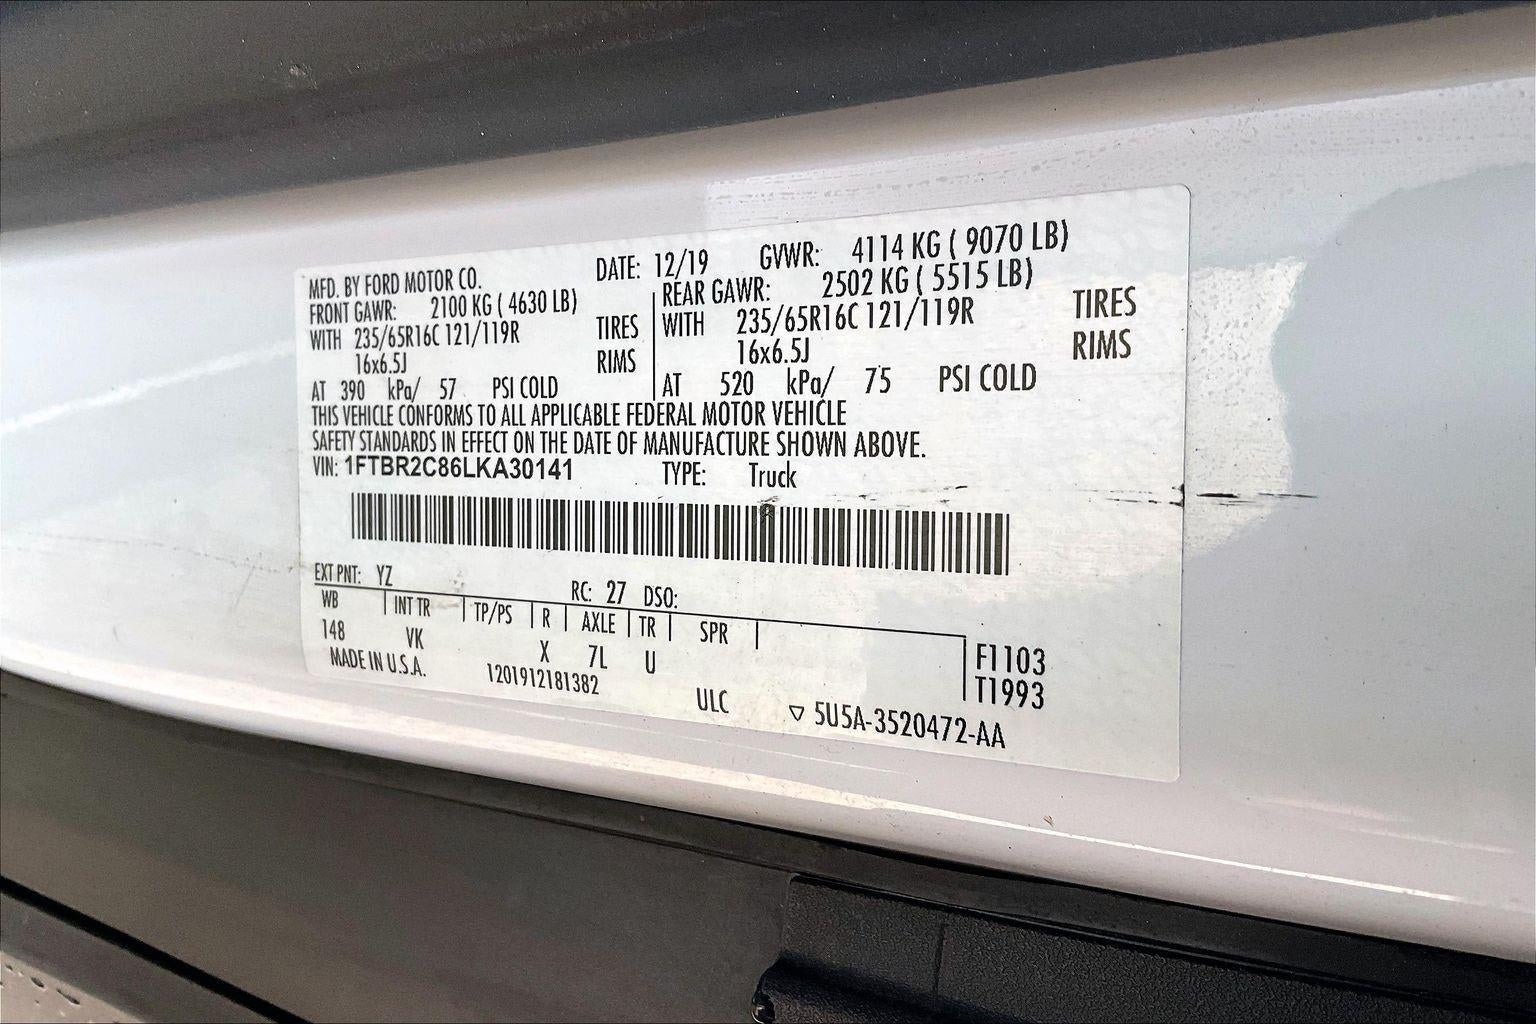 MFD. BY FORD MOTOR CO. DATE: 12/19 GVWR: 4114 KG ( 9070 LB)
FRONT GAWR: 2100 KG ( 4630 LB) REAR GAWR: 2502 KG ( 5515 LB)
WITH 235/65R16C 121/119R TIRES WITH 235/65R16C 121/119R TIRES
16x6.5J RIMS 16x6.5J RIMS
AT 390 kPa/ 57 PSI COLD AT 520 kPa/ 75 PSI COLD
THIS VEHICLE CONFORMS TO ALL APPLICABLE FEDERAL MOTOR VEHICLE
SAFETY STANDARDS IN EFFECT ON THE DATE OF MANUFACTURE SHOWN ABOVE.
VIN: 1FTBR2C86LKA30141 TYPE: Truck
EXT PNT: YZ RC: 27 DSO:
WB INT TR TP/PS R AXLE TR SPR
148 VK X 7L U F1103
T1993
MADE IN U.S.A. 1201912181382 ULC ▽ 5U5A-3520472-AA